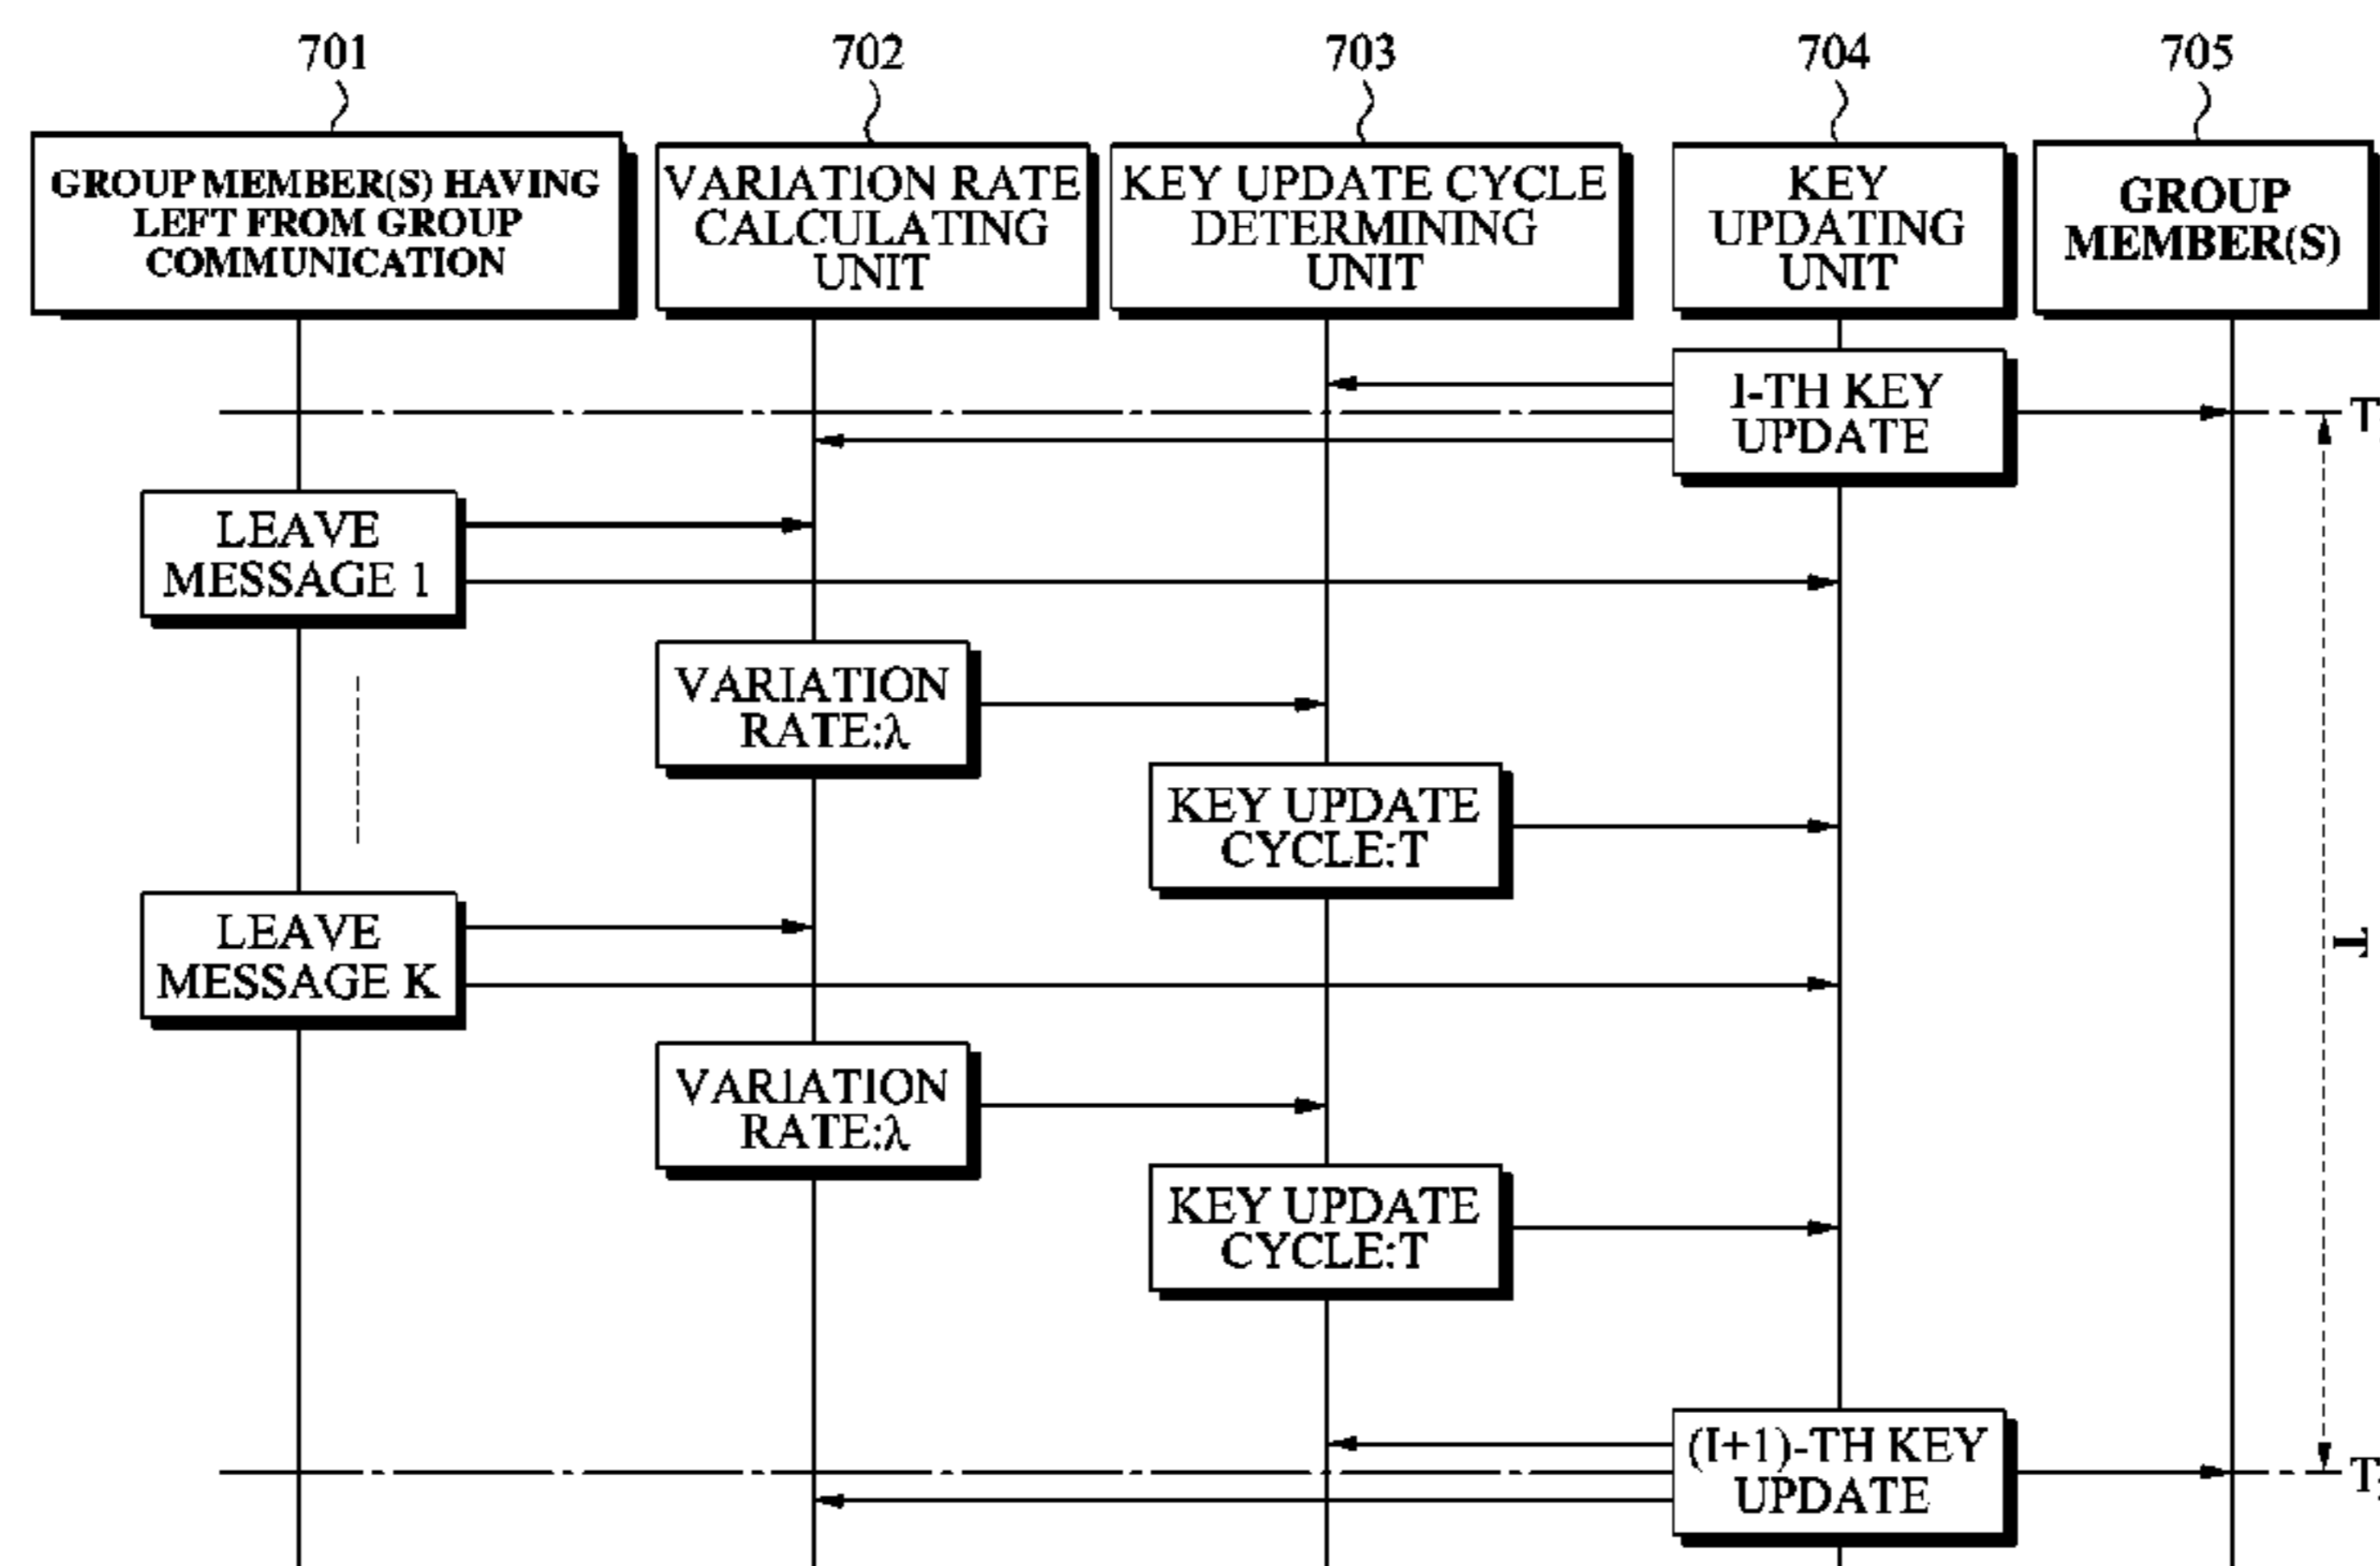 701
702
703
704
705
GROUP MEMBER(S) HAVING
LEFT FROM GROUP
COMMUNICATION
VARIATION RATE
CALCULATING
UNIT
KEY UPDATE CYCLE
DETERMINING
UNIT
KEY
UPDATING
UNIT
GROUP
MEMBER(S)
I-TH KEY
UPDATE
T
LEAVE
MESSAGE 1
VARIATION
RATE:λ
KEY UPDATE
CYCLE:T
LEAVE
MESSAGE K
T
VARIATION
RATE:λ
KEY UPDATE
CYCLE:T
(I+1)-TH KEY
UPDATE
T